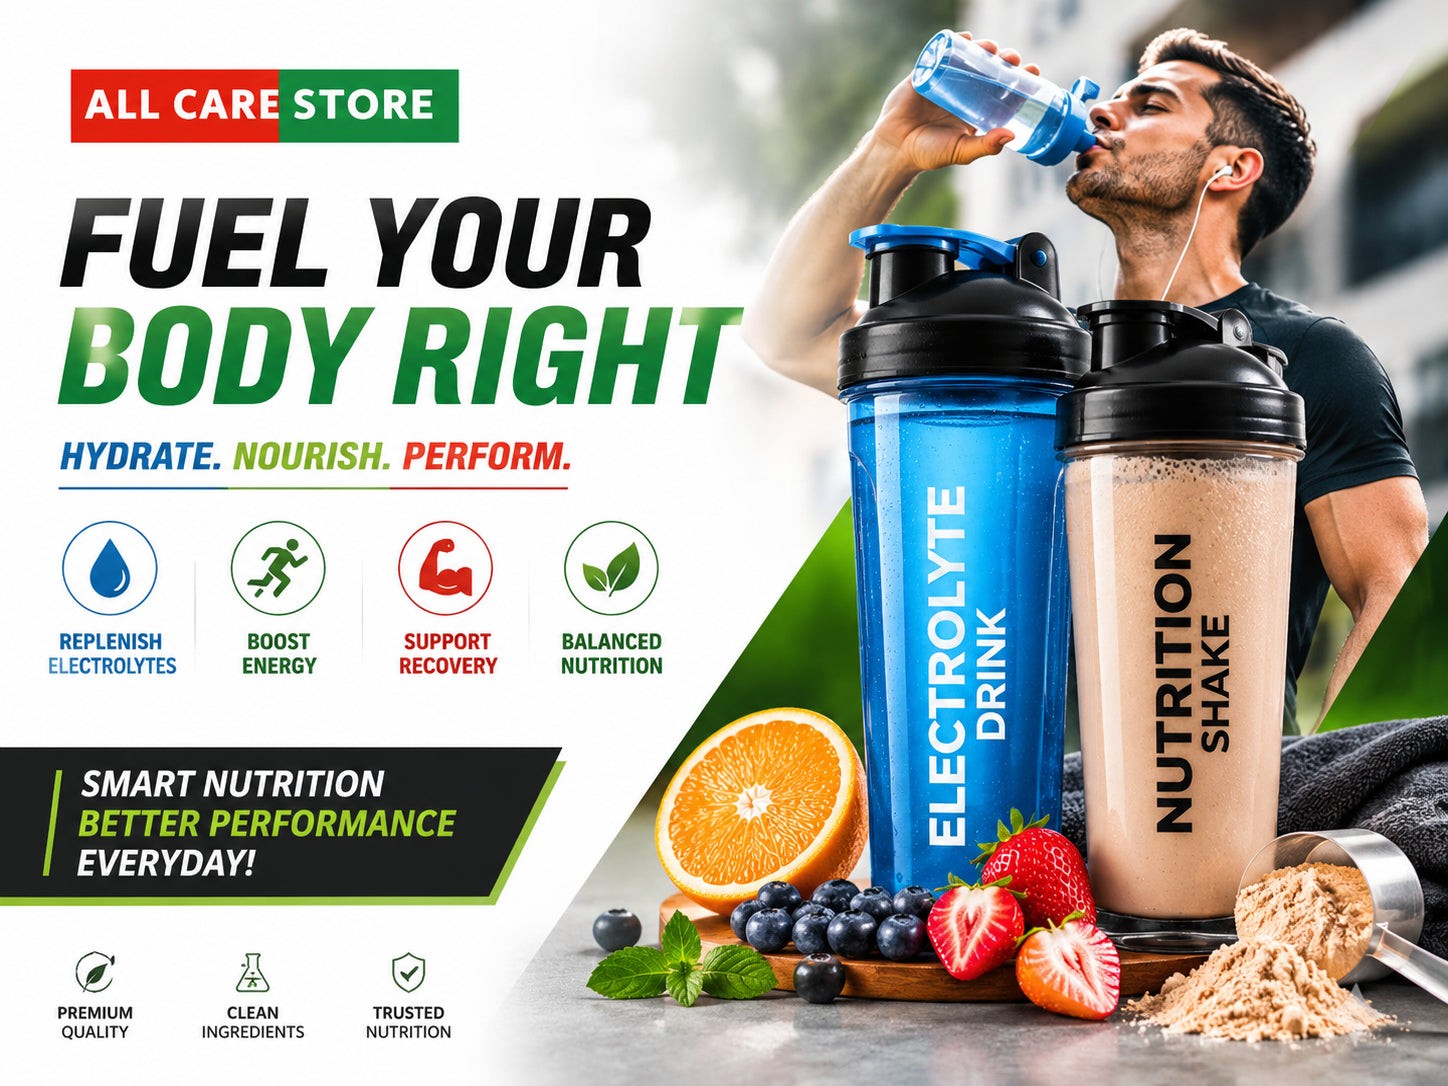 ALL CARE STORE
FUEL YOUR
BODY RIGHT
HYDRATE. NOURISH. PERFORM.
REPLENISH
ELECTROLYTES
BOOST
ENERGY
SUPPORT
RECOVERY
BALANCED
NUTRITION
SMART NUTRITION
BETTER PERFORMANCE
EVERYDAY!
PREMIUM
QUALITY
CLEAN
INGREDIENTS
TRUSTED
NUTRITION
ELECTROLYTE
DRINK
NUTRITION
SHAKE